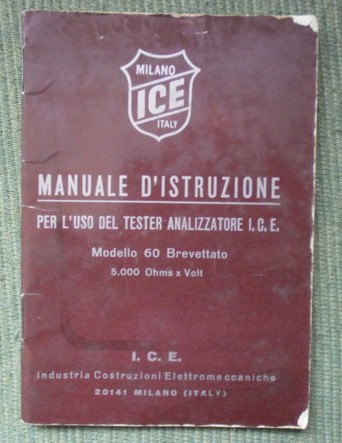 MILANO
ICE
ITALY
MANUALE D'ISTRUZIONE
PER L'USO DEL TESTER ANALIZZATORE I.C.E.
Modello 60 Brevettato
5.000 Ohms x Volt
I. C. E.
Industria Costruzioni Elettromeccaniche
20141 MILANO (ITALY)